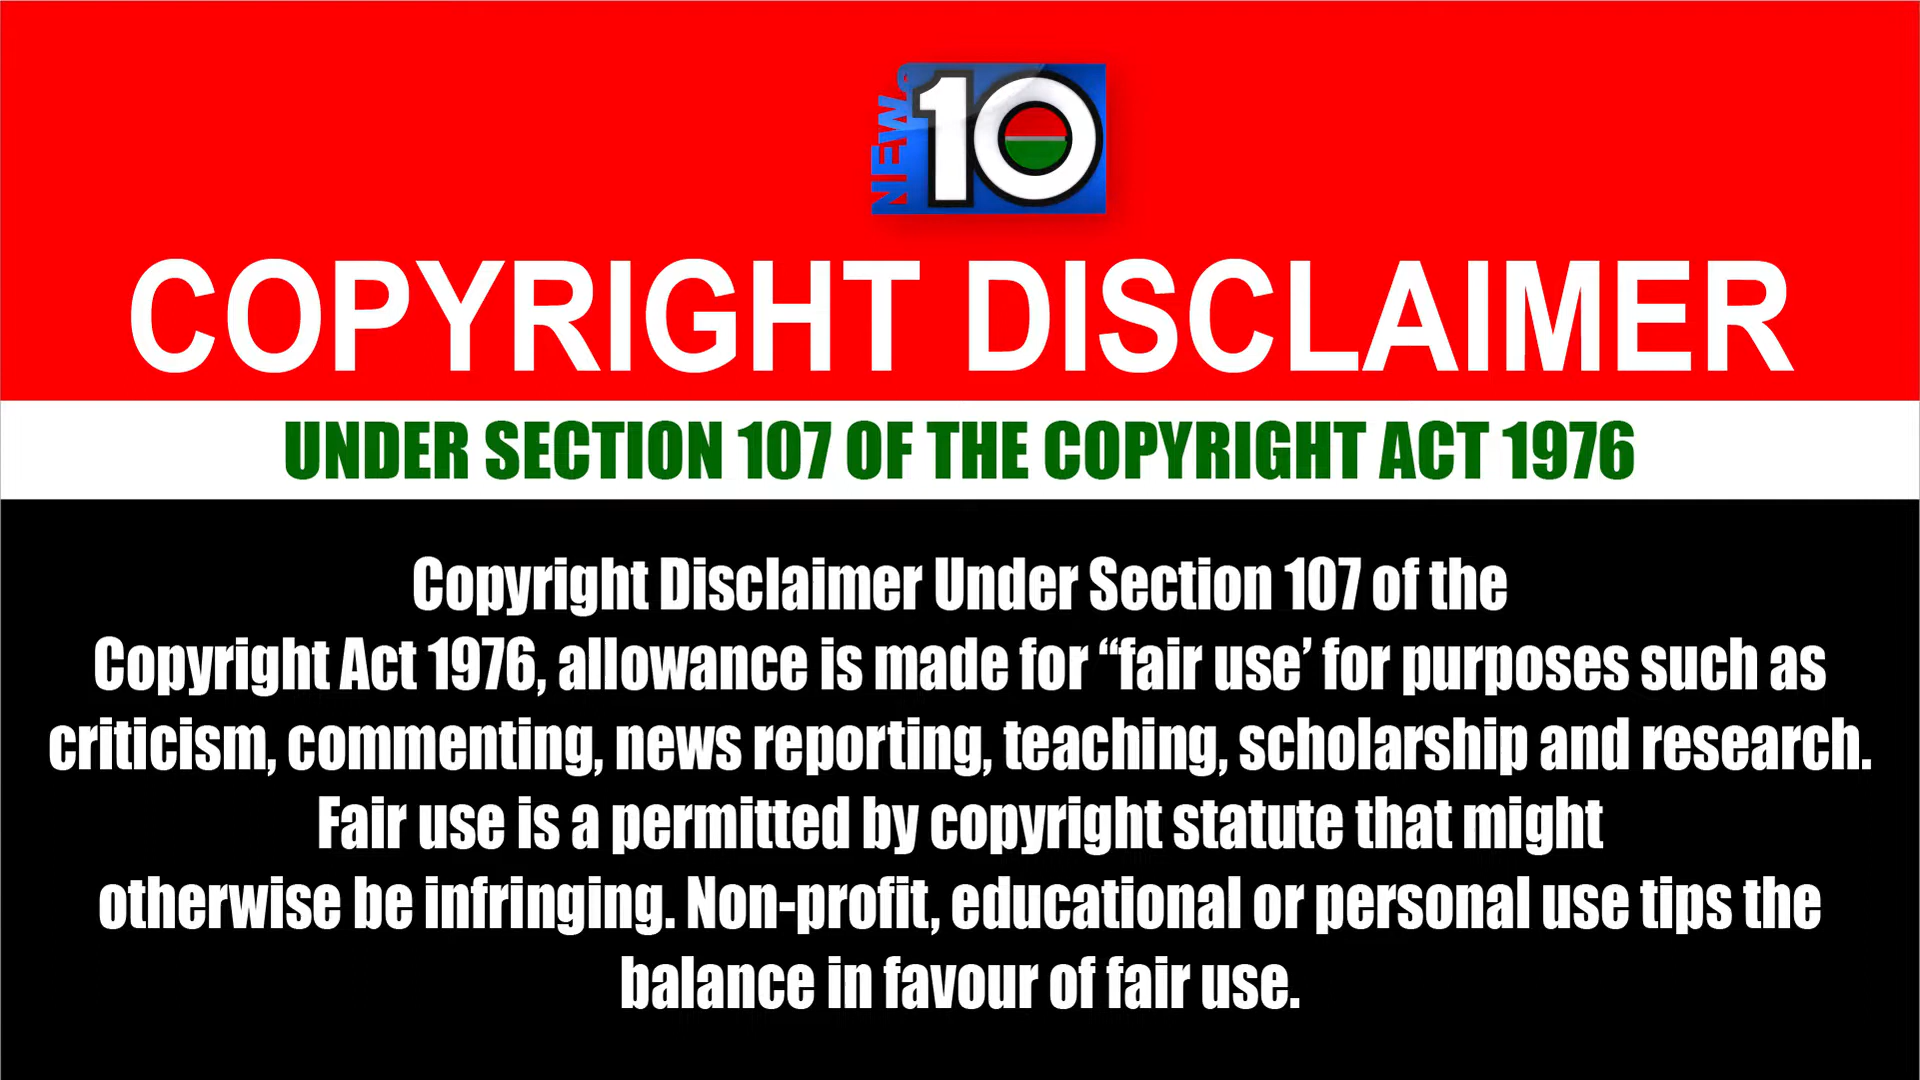 NEWS
10
COPYRIGHT DISCLAIMER
UNDER SECTION 107 OF THE COPYRIGHT ACT 1976
Copyright Disclaimer Under Section 107 of the
Copyright Act 1976, allowance is made for “fair use’ for purposes such as
criticism, commenting, news reporting, teaching, scholarship and research.
Fair use is a permitted by copyright statute that might
otherwise be infringing. Non-profit, educational or personal use tips the
balance in favour of fair use.